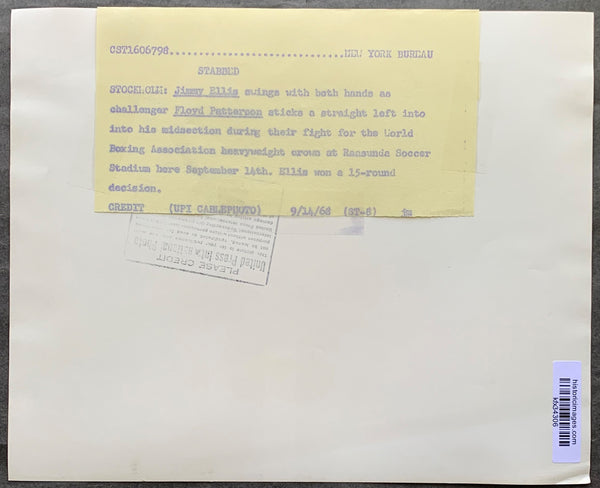 CST1606798..............................NEW YORK BUREAU
STABBED
STOCKHOLM: Jimmy Ellis swings with both hands as
challenger Floyd Patterson sticks a straight left into
into his midsection during their fight for the World
Boxing Association heavyweight crown at Raasunda Soccer
Stadium here September 14th. Ellis won a 15-round
decision.
CREDIT (UPI CABLEPHOTO) 9/14/68 (ST-8)
PLEASE CREDIT
United Press International Photo
historicimages.com
kfx34306